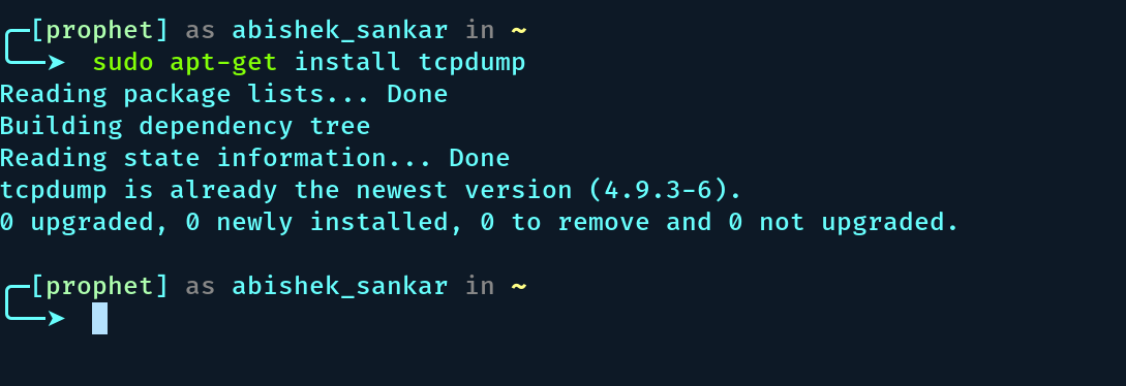 [prophet] as abishek_sankar in ~
➤ sudo apt-get install tcpdump
Reading package lists... Done
Building dependency tree
Reading state information... Done
tcpdump is already the newest version (4.9.3-6).
0 upgraded, 0 newly installed, 0 to remove and 0 not upgraded.
[prophet] as abishek_sankar in ~
➤